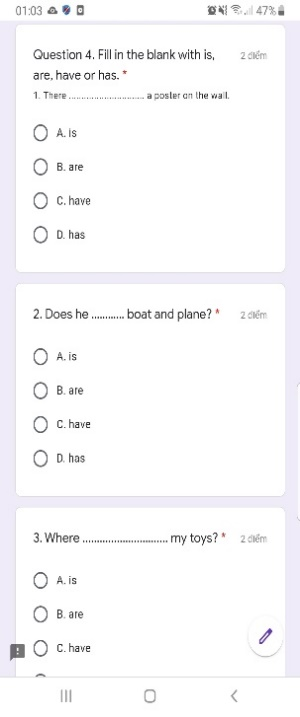 01:03
47%
Question 4. Fill in the blank with is, 2 điểm
are, have or has. *
1. There ............................ a poster on the wall.
A. is
B. are
C. have
D. has
2. Does he ............ boat and plane? * 2 điểm
A. is
B. are
C. have
D. has
3. Where .............................. my toys? * 2 điểm
A. is
B. are
C. have